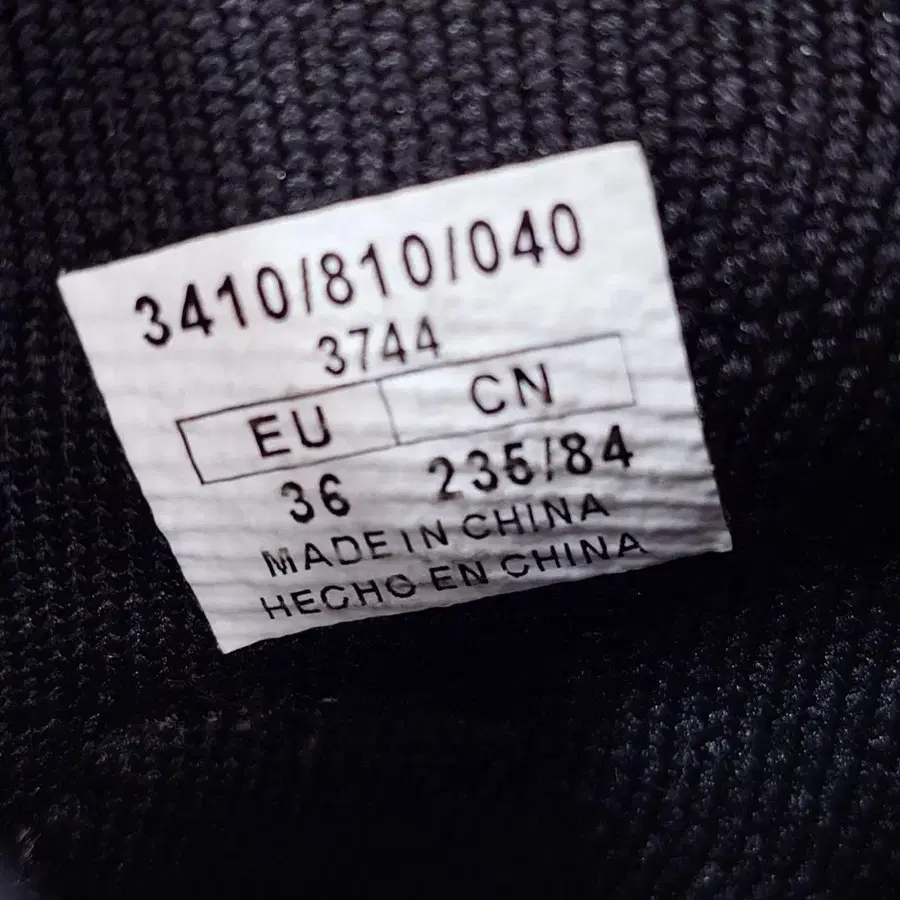 3410/810/040
3744
EU CN
36 235/84
MADE IN CHINA
HECHO EN CHINA